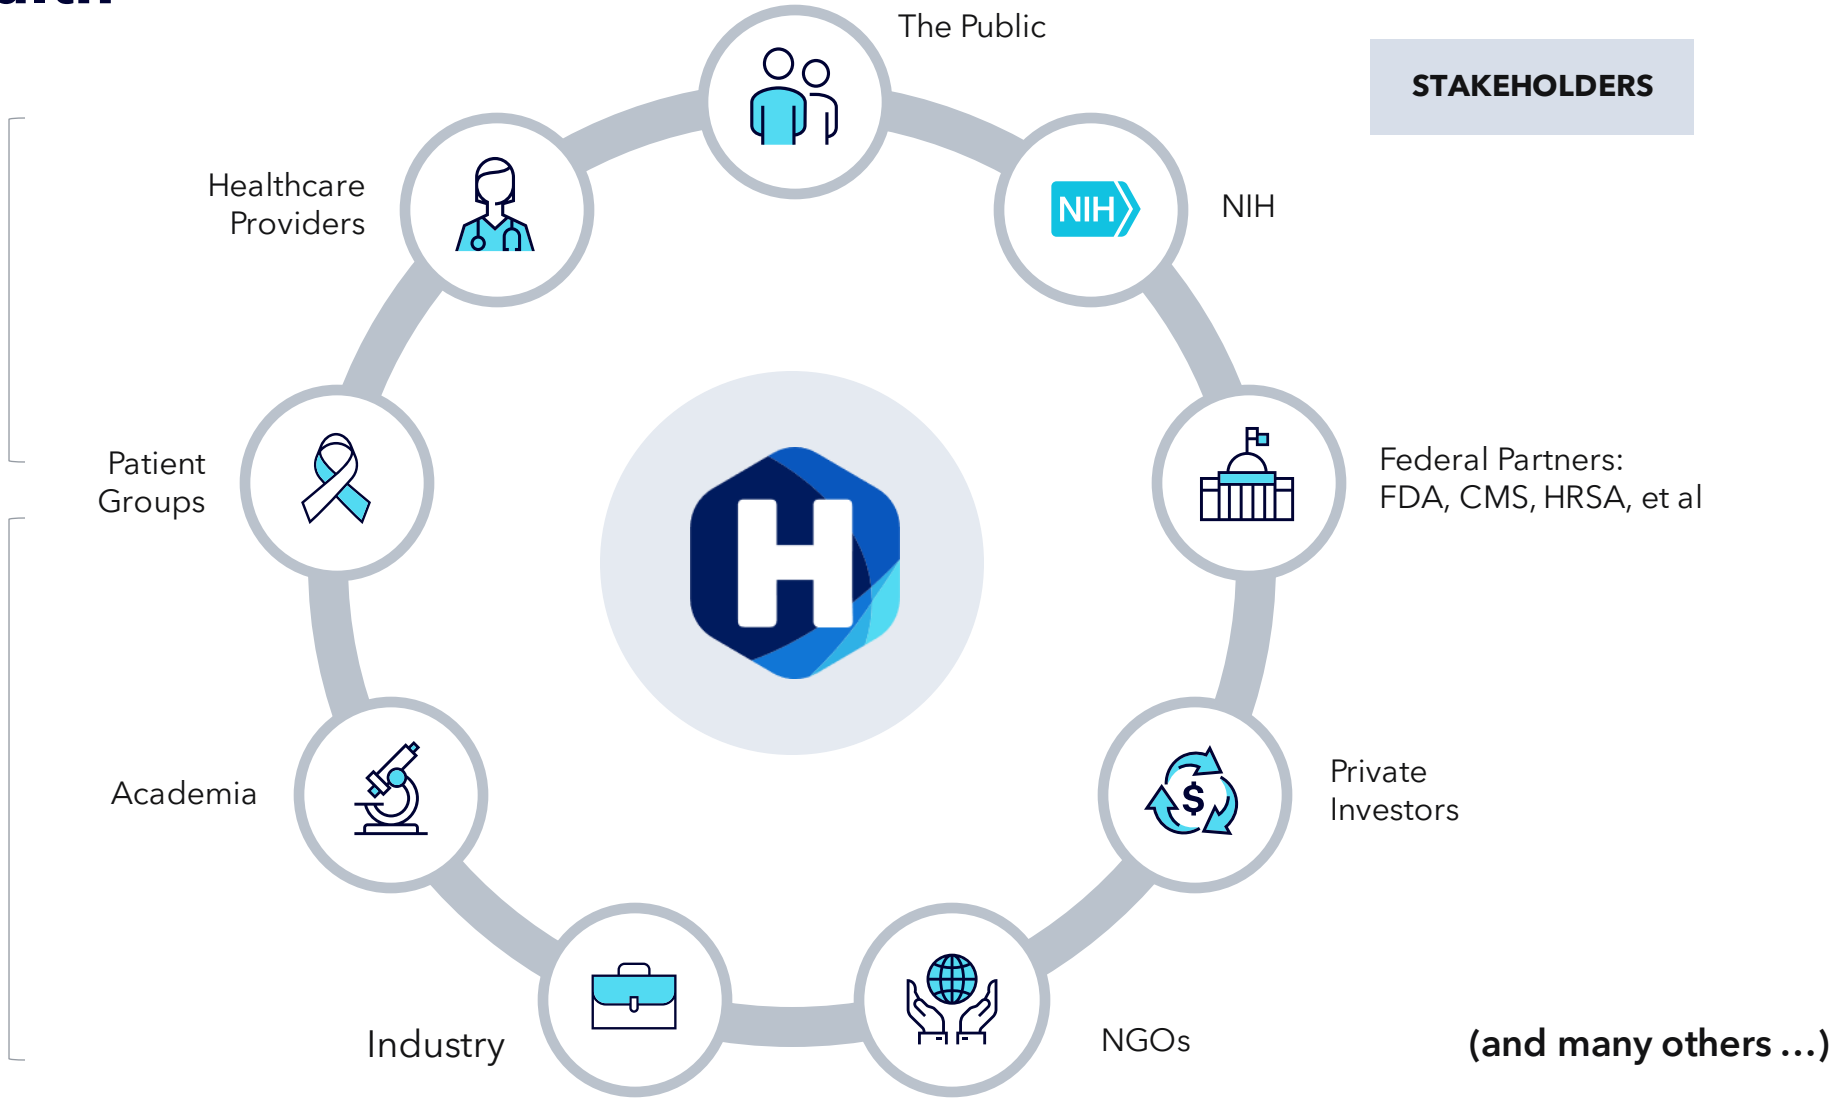 The Public
STAKEHOLDERS
Healthcare
Providers
NIH
NIH
Patient
Groups
Federal Partners:
FDA, CMS, HRSA, et al
H
Academia
$
Private
Investors
Industry
NGOs
(and many others ...)